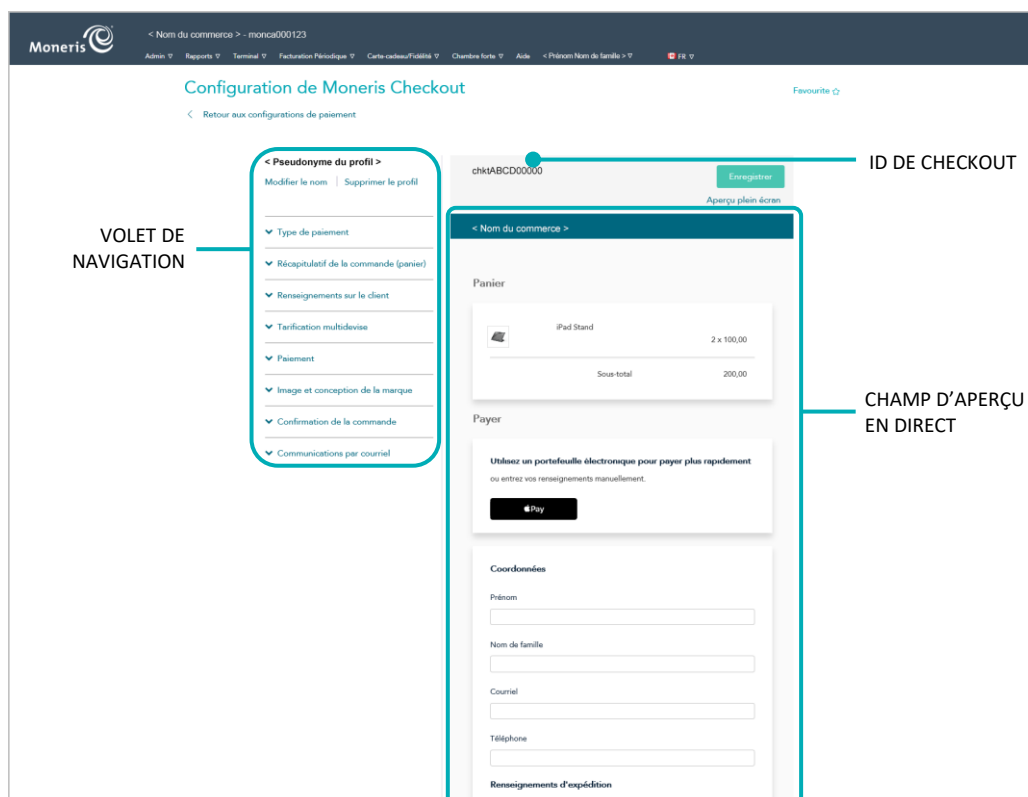 Moneris
< Nom du commerce > - monca000123
Admin Rapports Terminal Facturation Périodique Carte-cadeau/Fidélité Chambre forte Aide < Prénom Nom de famille > FR
Configuration de Moneris Checkout
Favourite
Retour aux configurations de paiement
< Pseudonyme du profil >
Modifier le nom | Supprimer le profil
Type de paiement
Récapitulatif de la commande (panier)
Renseignements sur le client
Tarification multidevise
Paiement
Image et conception de la marque
Confirmation de la commande
Communications par courriel
VOLET DE
NAVIGATION
chktABCD00000
Enregistrer
Aperçu plein écran
ID DE CHECKOUT
< Nom du commerce >
Panier
iPad Stand
2 x 100,00
Sous-total 200,00
CHAMP D’APERÇU
EN DIRECT
Payer
Utilisez un portefeuille électronique pour payer plus rapidement
ou entrez vos renseignements manuellement.
Pay
Coordonnées
Prénom
Nom de famille
Courriel
Téléphone
Renseignements d'expédition